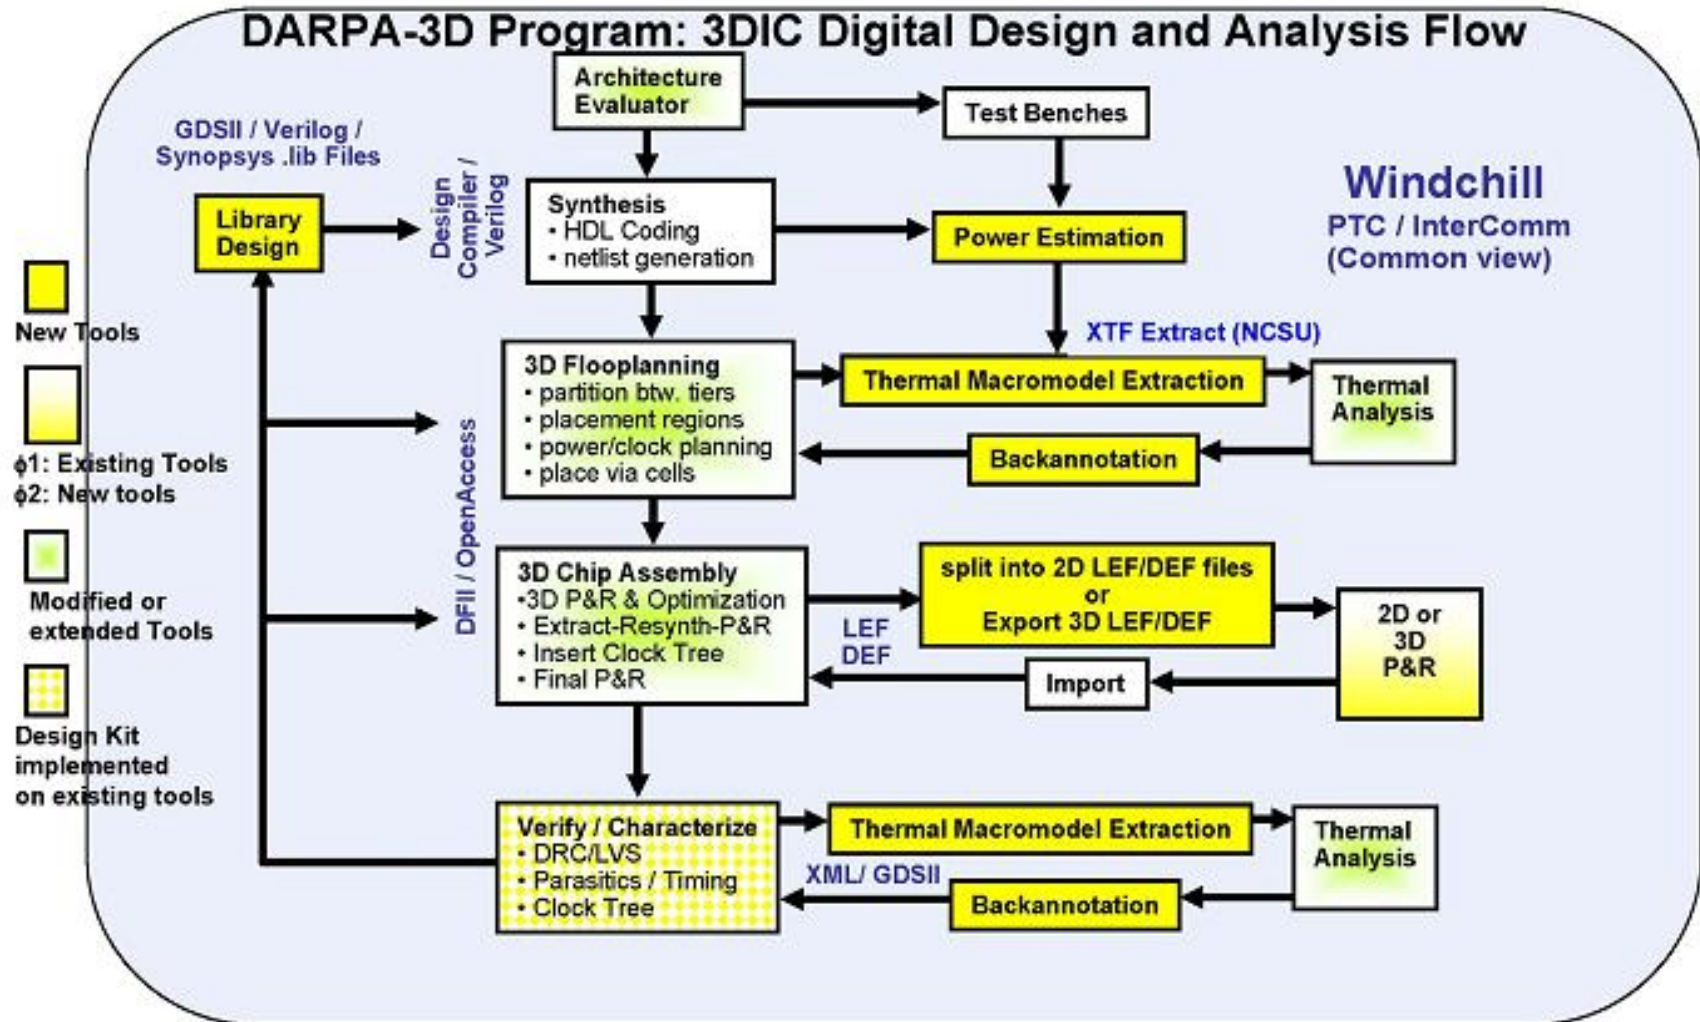 DARPA-3D Program: 3DIC Digital Design and Analysis Flow
Architecture
Evaluator
Test Benches
GDSII / Verilog /
Synopsys .lib Files
Library
Design
Design
Compiler /
Verilog
Synthesis
• HDL Coding
• netlist generation
Power Estimation
Windchill
PTC / InterComm
(Common view)
New Tools
ϕ1: Existing Tools
ϕ2: New tools
Modified or
extended Tools
Design Kit
implemented
on existing tools
XTF Extract (NCSU)
3D Flooplanning
• partition btw. tiers
• placement regions
• power/clock planning
• place via cells
Thermal Macromodel Extraction
Thermal
Analysis
Backannotation
DFII / OpenAccess
3D Chip Assembly
•3D P&R & Optimization
• Extract-Resynth-P&R
• Insert Clock Tree
• Final P&R
LEF
DEF
split into 2D LEF/DEF files
or
Export 3D LEF/DEF
Import
2D or
3D
P&R
Verify / Characterize
• DRC/LVS
• Parasitics / Timing
• Clock Tree
Thermal Macromodel Extraction
XML/ GDSII
Backannotation
Thermal
Analysis